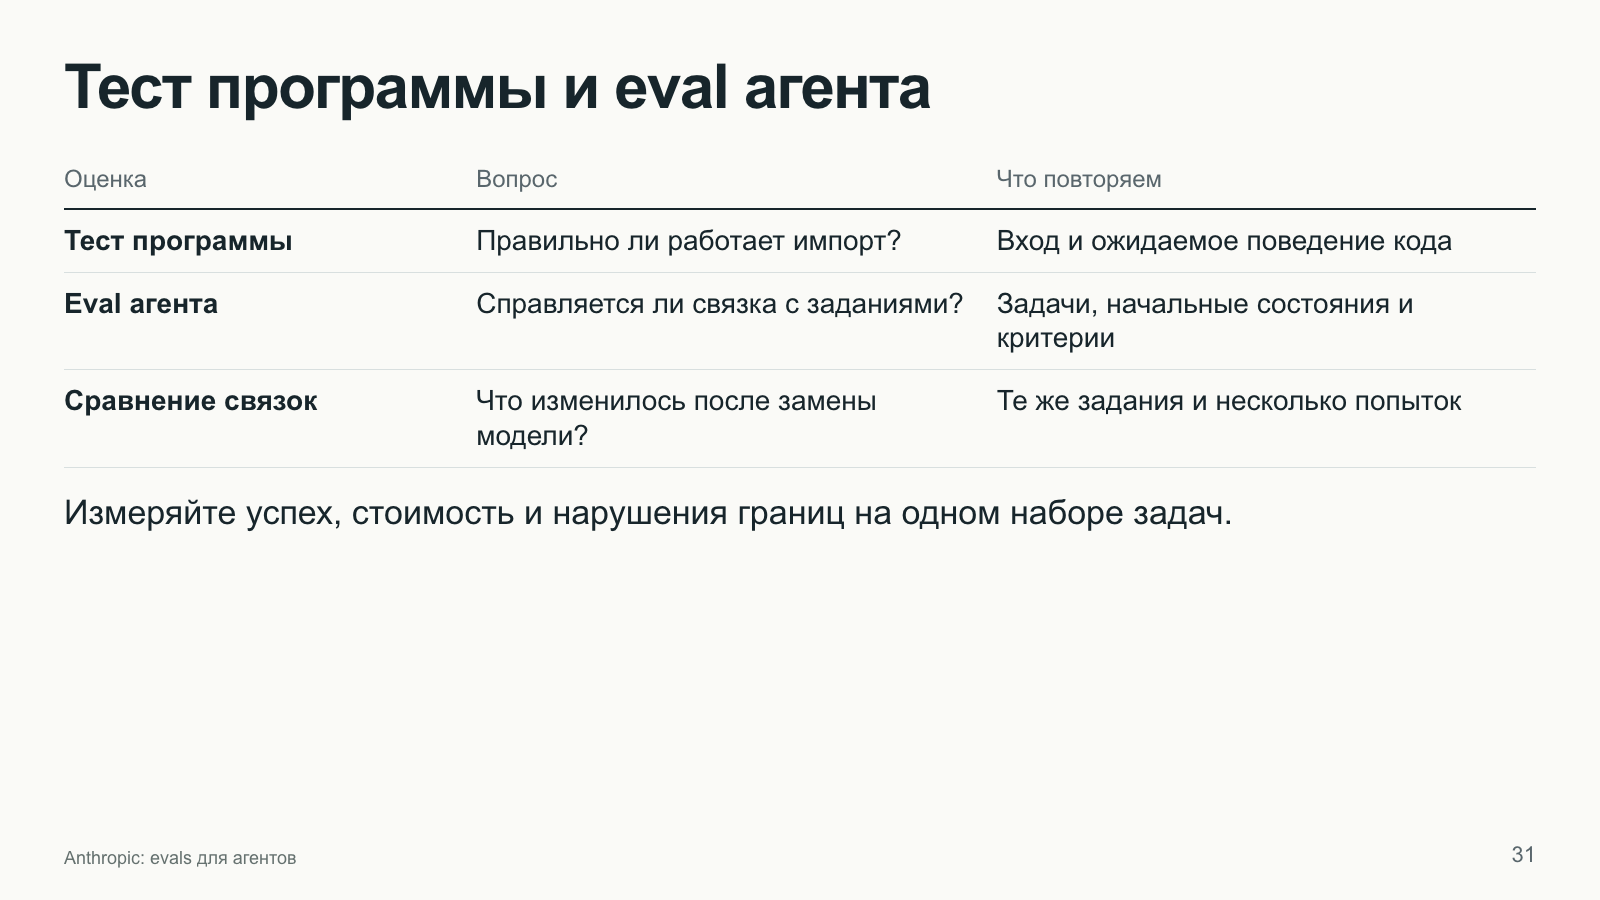 Тест программы и eval агента
Оценка Вопрос Что повторяем
Тест программы Правильно ли работает импорт? Вход и ожидаемое поведение кода
Eval агента Справляется ли связка с заданиями? Задачи, начальные состояния и
критерии
Сравнение связок Что изменилось после замены Те же задания и несколько попыток
модели?
Измеряйте успех, стоимость и нарушения границ на одном наборе задач.
Anthropic: evals для агентов 31